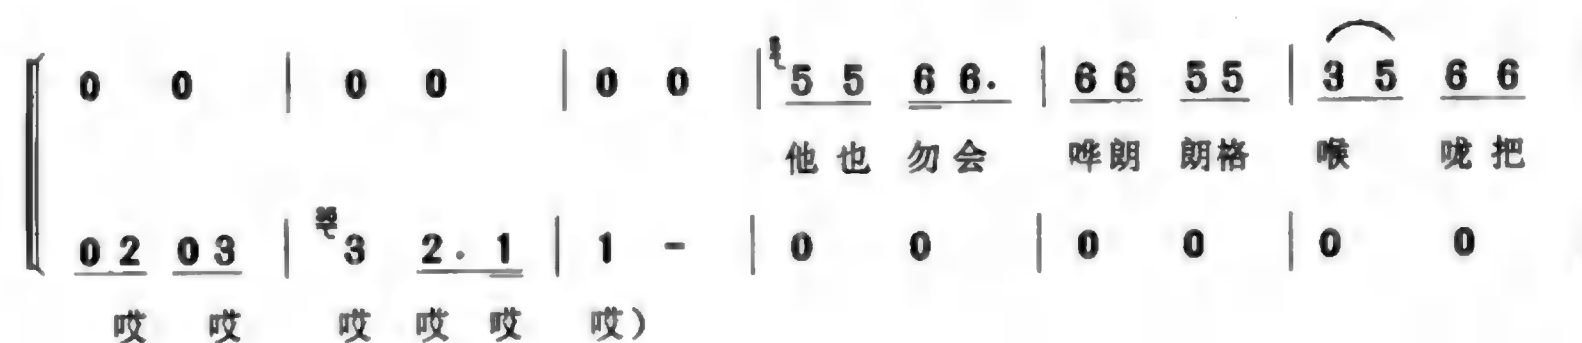 0 0 | 0 0 | 0 0 | 5 5 6 6. | 6 6 5 5 | 3 5 6 6
他也 勿会 哗朗 朗格 喉 咙把
0 2 0 3 | 3 2. 1 | 1 - | 0 0 | 0 0 | 0 0
哎 哎 哎 哎 哎 哎)